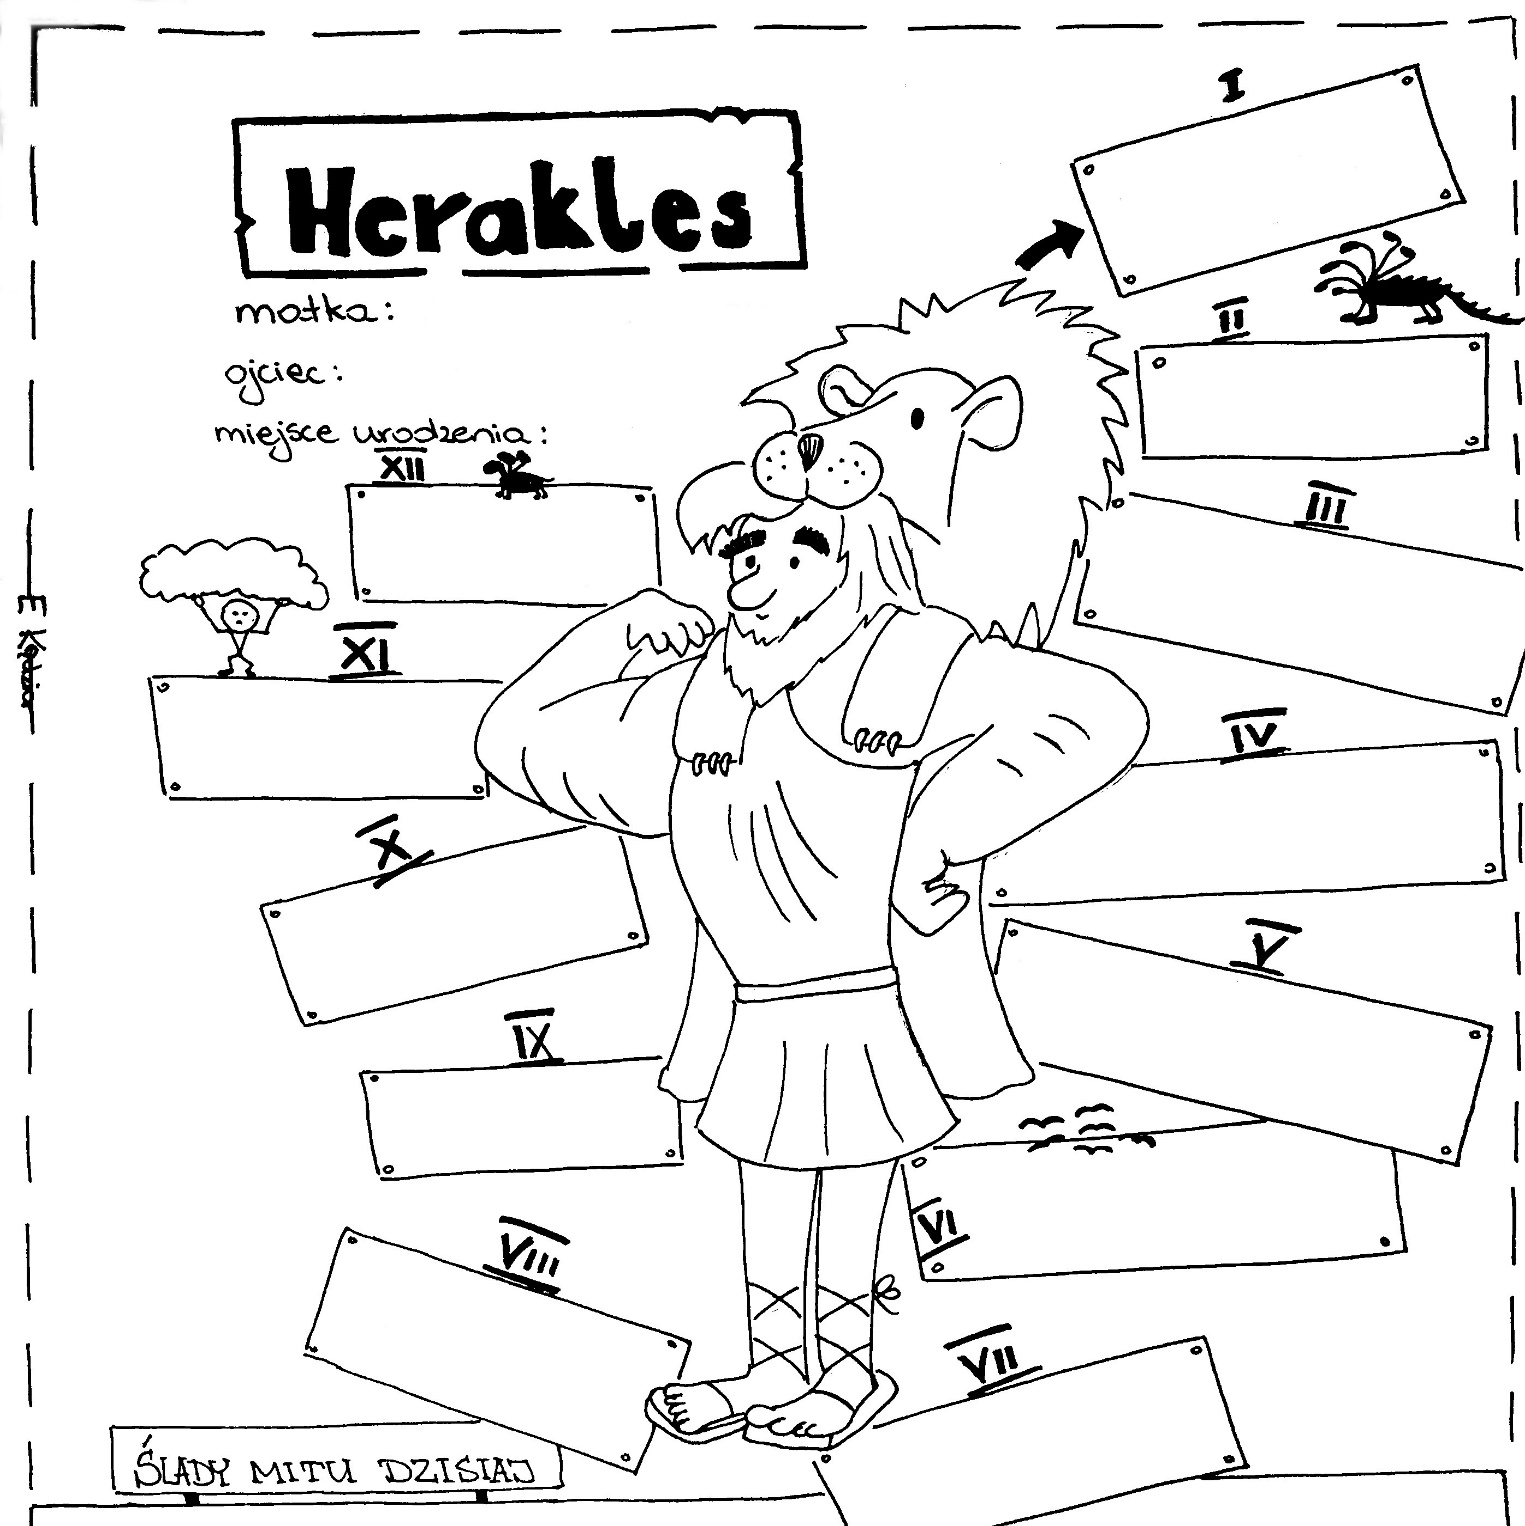 Herakles
matka:
ojciec:
miejsce urodzenia:
I
II
III
IV
V
VI
VII
VIII
IX
X
XI
XII
ŚLADY MITU DZISIAJ